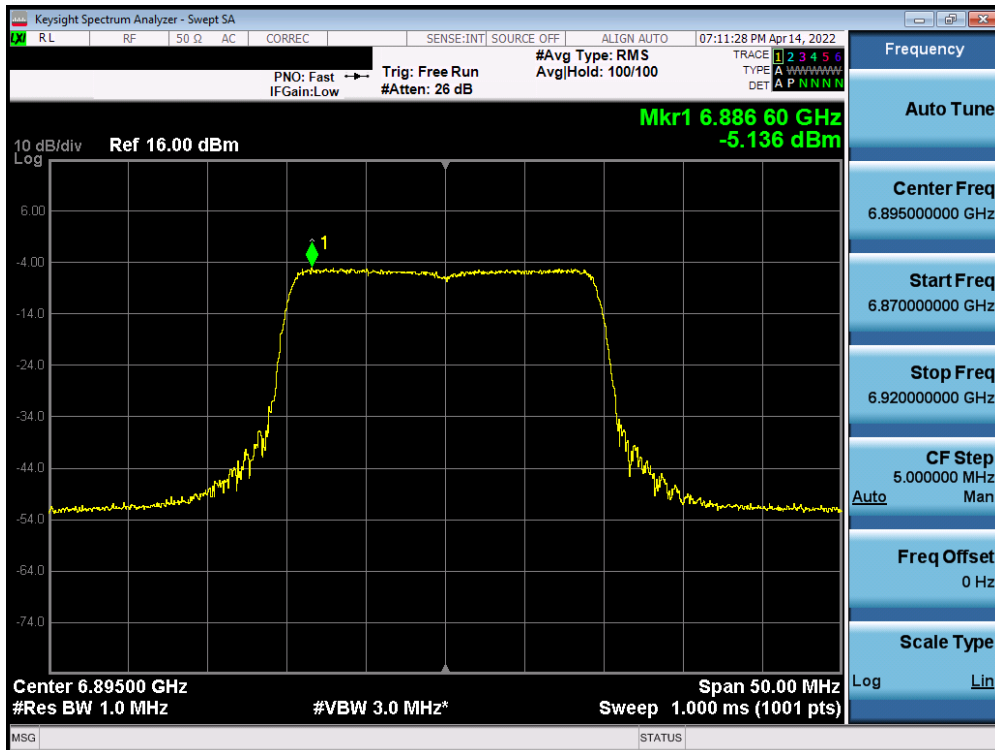 Keysight Spectrum Analyzer - Swept SA
LXI RL RF 50 Ω AC CORREC SENSE:INT SOURCE OFF ALIGN AUTO 07:11:28 PM Apr 14, 2022
PNO: Fast Trig: Free Run #Avg Type: RMS TRACE 1 2 3 4 5 6
IFGain:Low #Atten: 26 dB Avg|Hold: 100/100 TYPE A WWWWW
DET A P N N N N
Mkr1 6.886 60 GHz
-5.136 dBm
10 dB/div Ref 16.00 dBm
Log
6.00
1
-4.00
-14.0
-24.0
-34.0
-44.0
-54.0
-64.0
-74.0
Center 6.89500 GHz Span 50.00 MHz
#Res BW 1.0 MHz #VBW 3.0 MHz* Sweep 1.000 ms (1001 pts)
MSG STATUS
Frequency
Auto Tune
Center Freq
6.895000000 GHz
Start Freq
6.870000000 GHz
Stop Freq
6.920000000 GHz
CF Step
5.000000 MHz
Auto Man
Freq Offset
0 Hz
Scale Type
Log Lin